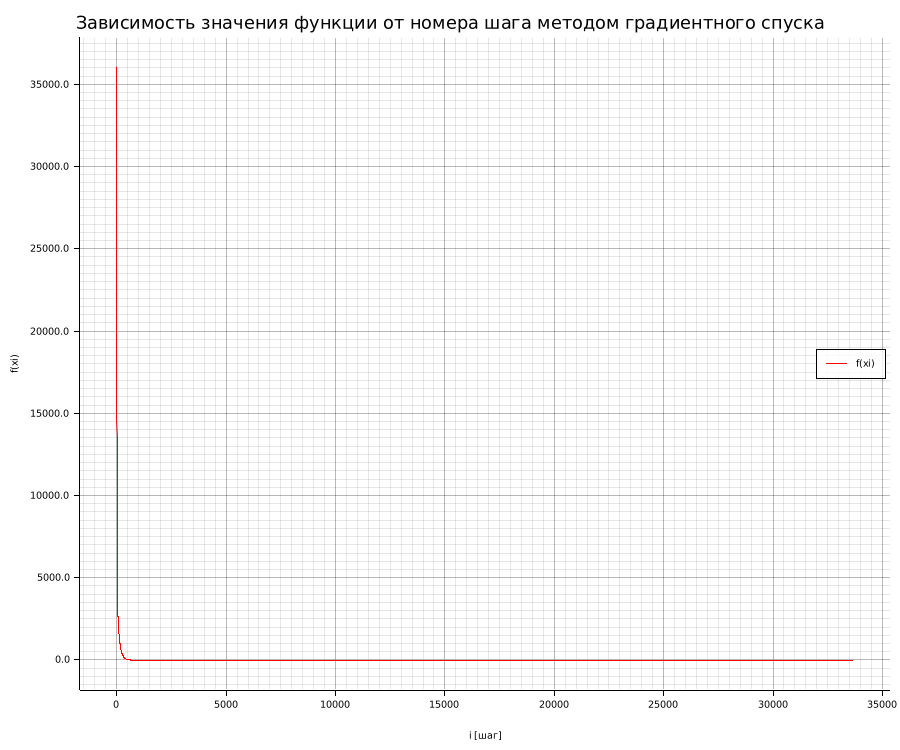 Зависимость значения функции от номера шага методом градиентного спуска
35000.0
30000.0
25000.0
20000.0
f(xi)
f(xi)
15000.0
10000.0
5000.0
0.0
0 5000 10000 15000 20000 25000 30000 35000
i [шаг]